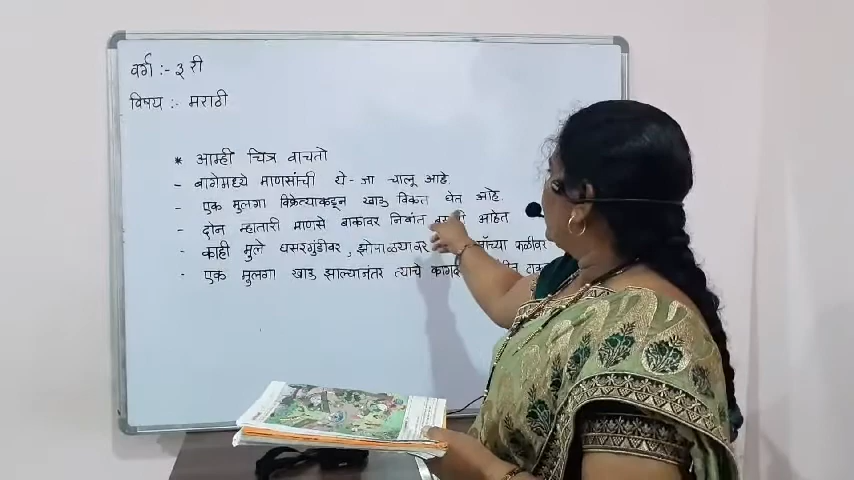 वर्ग :- ३ री
विषय :- मराठी
* आम्ही चित्र वाचतो
- बागेमध्ये माणसांची ये - जा चालू आहे.
- एक मुलगा विक्रेत्याकडून खाऊ विकत घेत आहे.
- दोन म्हातारी माणसे बाकावर निवांत आहेत
- काही मुले घसरगुंडीवर, झोपाळ्यावर
- एक मुलगा खाऊ झाल्यानंतर त्याचे